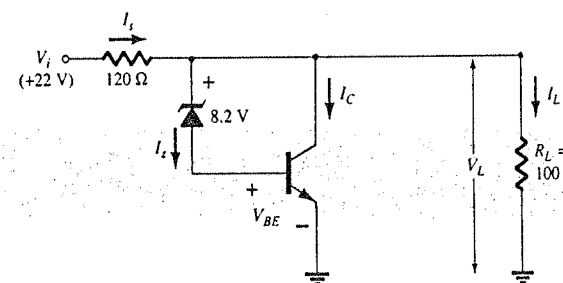 I_s
V_i
(+22 V)
120 Ω
+
8.2 V
I_C
I_L
I_z
V_L
R_L =
100
+
V_BE
−